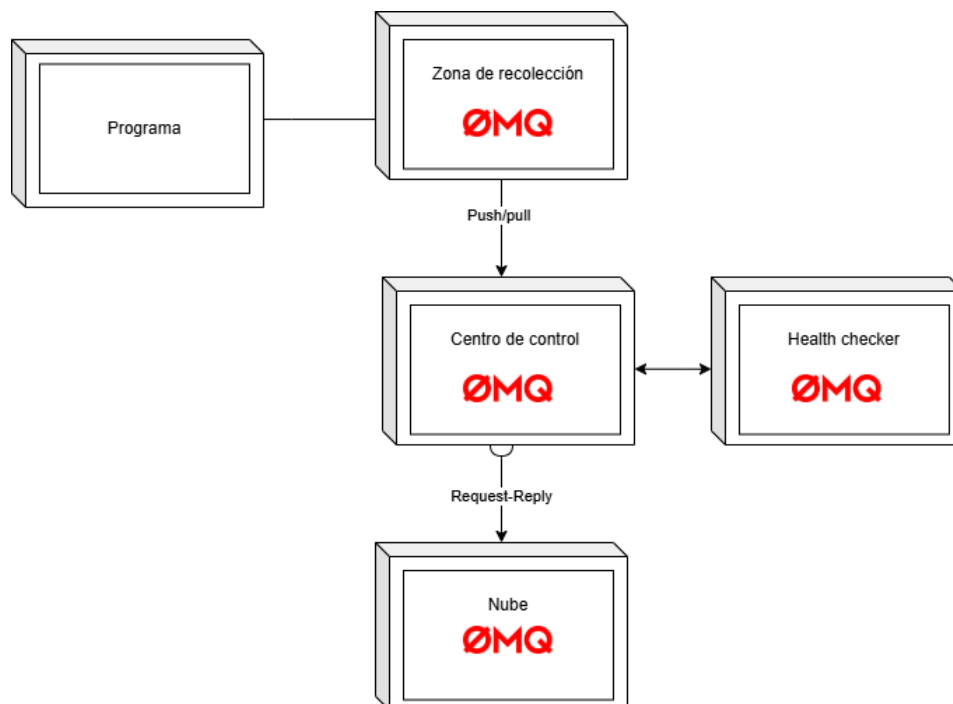 Zona de recolección
ØMQ
Programa
Push/pull
Centro de control
ØMQ
Health checker
ØMQ
Request-Reply
Nube
ØMQ